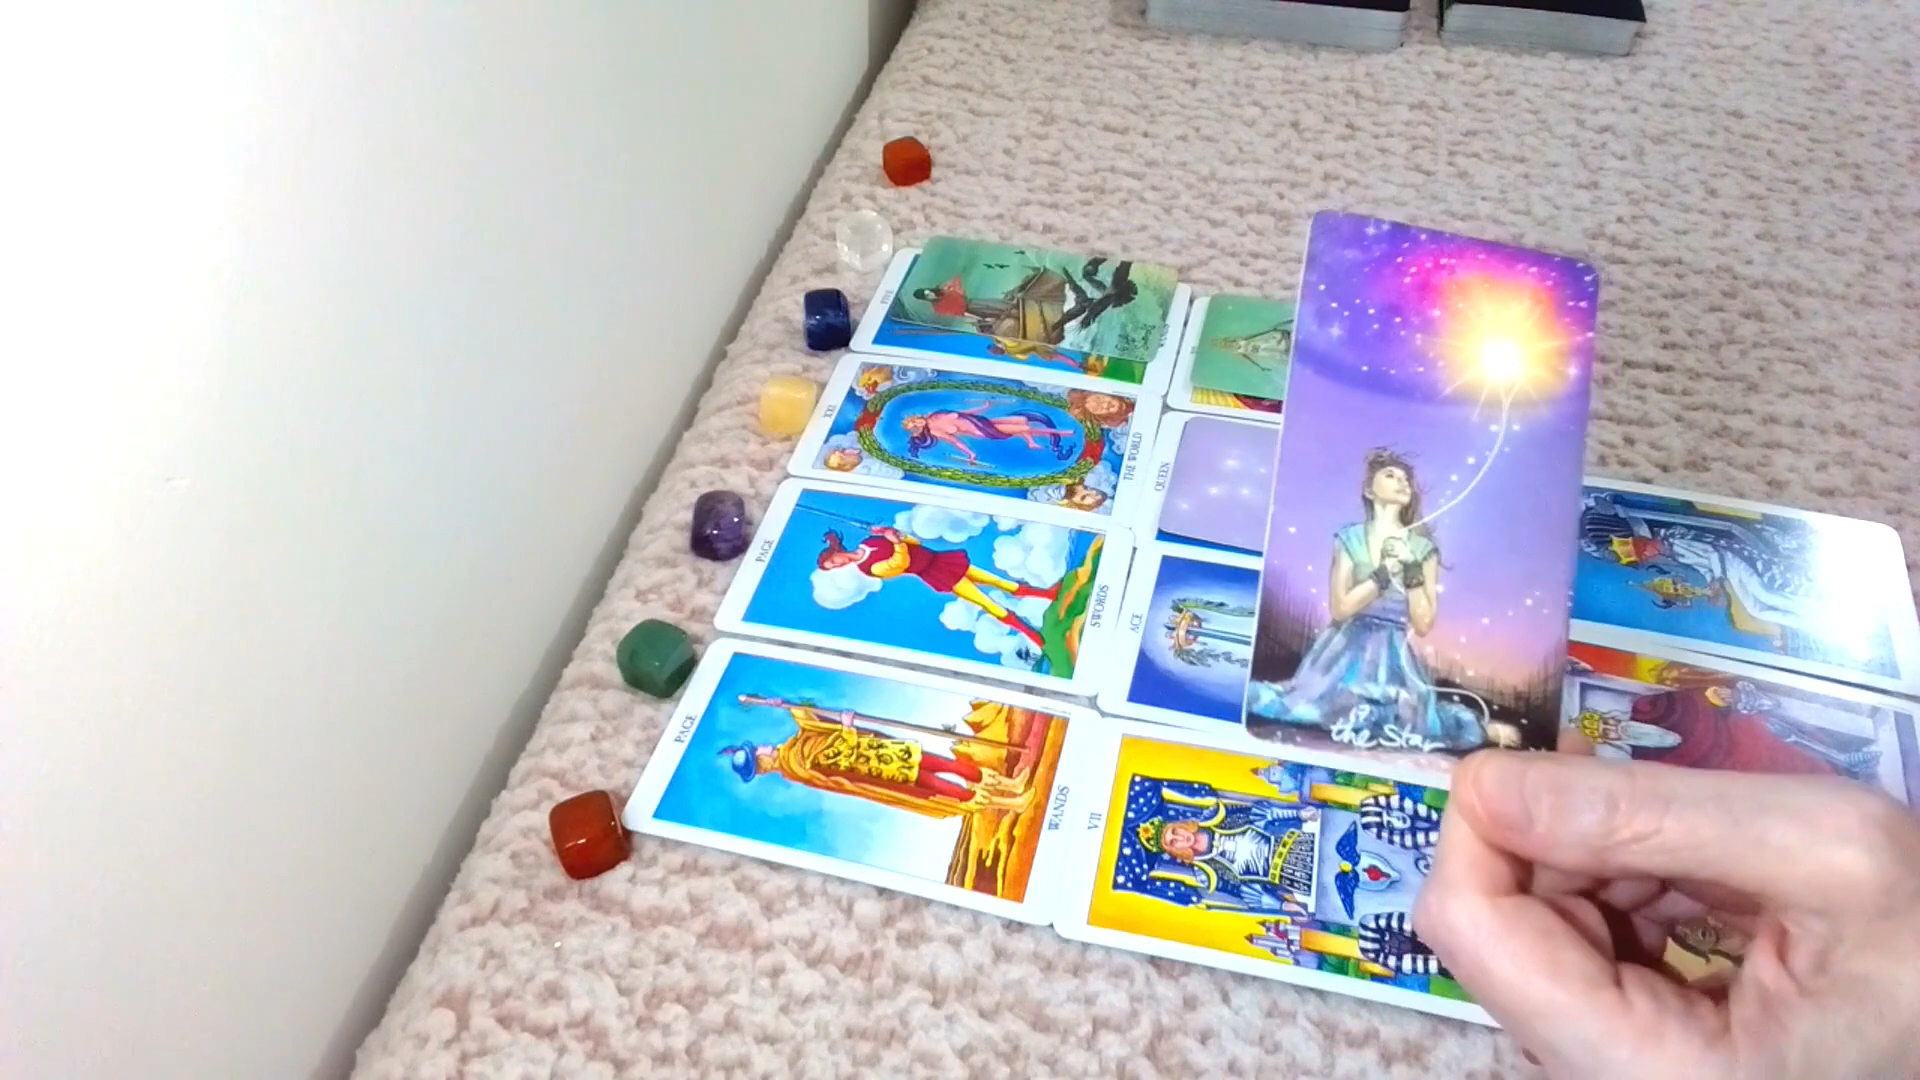 FIVE
XXI
THE WORLD
QUEEN
PAGE
SWORDS
ACE
PAGE
WANDS
VII
the Star